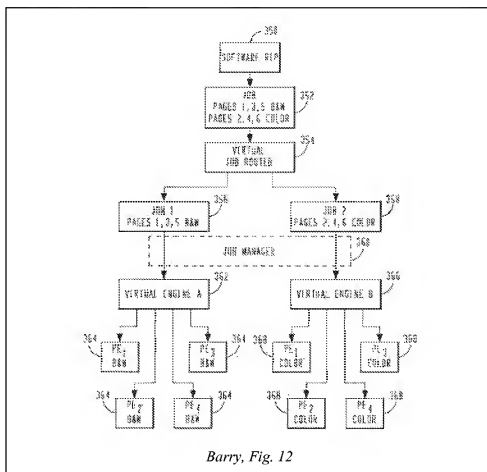 350
SOFTWARE RIP
352
JOB
PAGES 1,3,5 B&W
PAGES 2,4,6 COLOR
354
VIRTUAL
JOB ROUTER
356
JOB 1
PAGES 1,3,5 B&W
358
JOB 2
PAGES 2,4,6 COLOR
360
JOB MANAGER
362
VIRTUAL ENGINE A
366
VIRTUAL ENGINE B
364
PE1
B&W
PE3
B&W
364
368
PE1
COLOR
PE3
COLOR
368
364
PE2
B&W
PE4
B&W
364
368
PE2
COLOR
PE4
COLOR
368
Barry, Fig. 12